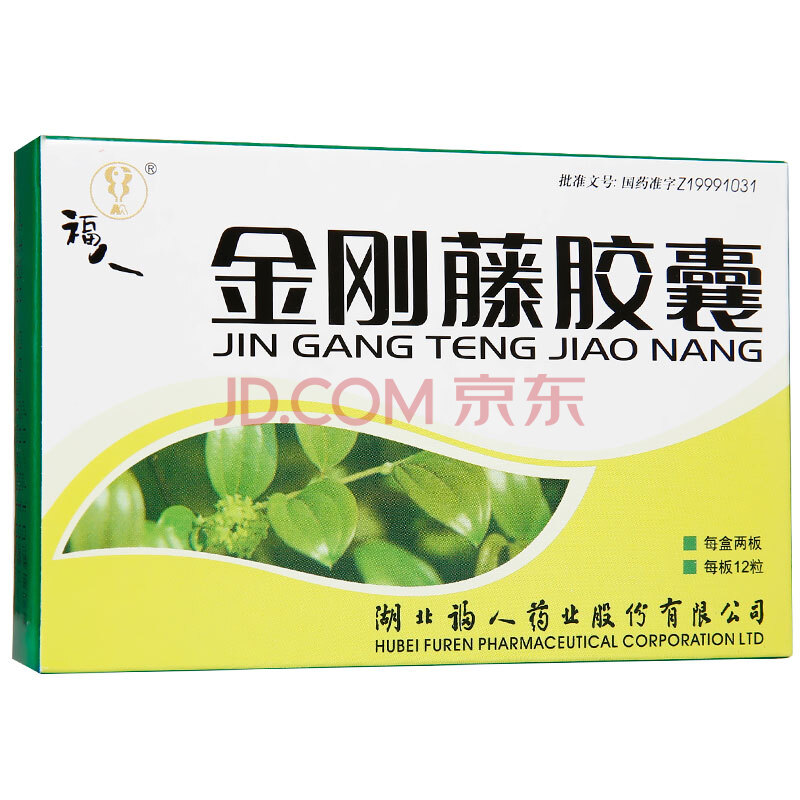 ®
福人
批准文号: 国药准字Z19991031
金刚藤胶囊
JIN GANG TENG JIAO NANG
JD.COM 京东
每盒两板
每板12粒
湖北福人药业股份有限公司
HUBEI FUREN PHARMACEUTICAL CORPORATION LTD